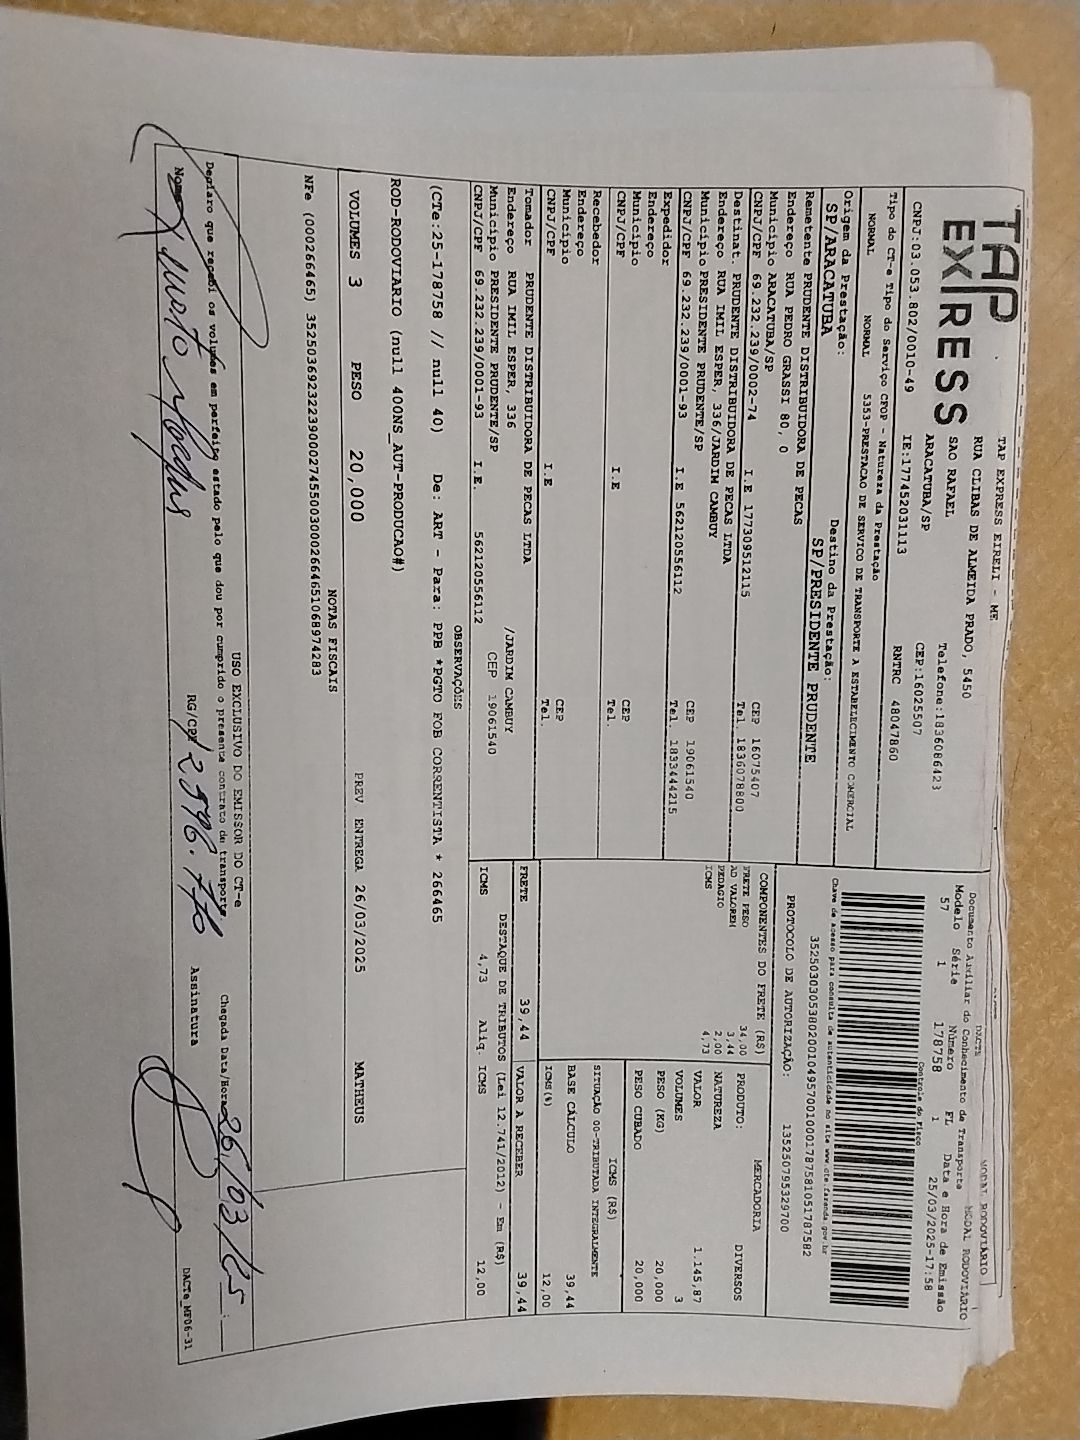 TAP EXPRESS
TAP EXPRESS EIRELI - ME
RUA CLIBAS DE ALMEIDA PRADO, 5450
SAO RAFAEL Telefone:1836086423
ARACATUBA/SP CEP:16025507
CNPJ:03.053.802/0010-49 IE:177452031113 RNTRC 48047860
MODAL RODOVIÁRIO
DACTE MODAL RODOVIÁRIO
Documento Auxiliar do Conhecimento de Transporte
Modelo Série Número FL Data e Hora de Emissão
57 1 178758 1 25/03/2025-17:58
Controle do Fisco
Chave de acesso para consulta de autenticidade no site www.cte.fazenda.gov.br
PROTOCOLO DE AUTORIZAÇÃO: 135250795329700
Tipo do CT-e Tipo do Serviço CFOP - Natureza da Prestação
NORMAL NORMAL 5353-PRESTACAO DE SERVICO DE TRANSPORTE A ESTABELECIMENTO COMERCIAL
Origem da Prestação: Destino da Prestação:
SP/ARACATUBA SP/PRESIDENTE PRUDENTE
Remetente PRUDENTE DISTRIBUIDORA DE PECAS
Endereço RUA PEDRO GRASSI 80, 0
Município ARACATUBA/SP CEP 16075407
CNPJ/CPF 69.232.239/0002-74 I.E 177309512115 Tel. 1836078800
Destinat. PRUDENTE DISTRIBUIDORA DE PECAS LTDA
Endereço RUA IMIL ESPER, 336/JARDIM CAMBUY
Município PRESIDENTE PRUDENTE/SP CEP 19061540
CNPJ/CPF 69.232.239/0001-93 I.E 562120556112 Tel. 1833444215
Expedidor
Endereço
Município CEP
CNPJ/CPF I.E Tel.
Recebedor
Endereço
Município CEP
CNPJ/CPF I.E Tel.
Tomador PRUDENTE DISTRIBUIDORA DE PECAS LTDA
Endereço RUA IMIL ESPER, 336 /JARDIM CAMBUY
Município PRESIDENTE PRUDENTE/SP CEP 19061540
CNPJ/CPF 69.232.239/0001-93 I.E. 562120556112
COMPONENTES DO FRETE (R$)
FRETE PESO 34,00
AD VALOREM 3,44
PEDAGIO 2,00
ICMS 4,73
MERCADORIA
PRODUTO: DIVERSOS
NATUREZA
VALOR 1.145,87
VOLUMES 3
PESO (KG) 20,000
PESO CUBADO 20,000
ICMS (R$)
SITUAÇÃO 00-TRIBUTADA INTEGRALMENTE
BASE CÁLCULO 39,44
ICMS(%) 12,00
FRETE 39,44 VALOR A RECEBER 39,44
DESTAQUE DE TRIBUTOS (Lei 12.741/2012) - Em (R$)
ICMS 4,73 Aliq. ICMS 12,00
OBSERVAÇÕES
(CTe:25-178758 // null 40) De: ART - Para: PPB *PGTO FOB CORRENTISTA * 266465
ROD-RODOVIARIO (null 400NS_AUT-PRODUCAO#)
VOLUMES 3 PESO 20,000 PREV ENTREGA 26/03/2025 MATHEUS
NOTAS FISCAIS
USO EXCLUSIVO DO EMISSOR DO CT-e
Declaro que recebi os volumes em perfeito estado pelo que dou por cumprido o presente contrato de transporte. Chegada Data/Hora 26/03/25 :
Nome RG/CPF 12596.770 Assinatura
DACTe_MF06-31